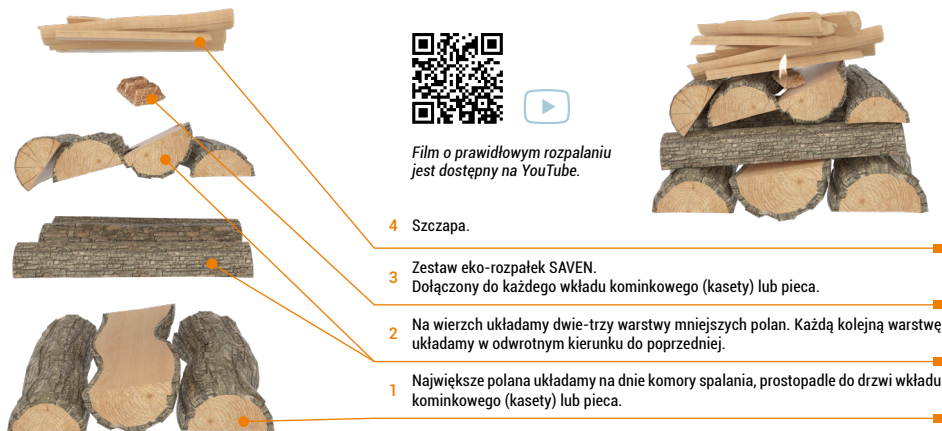 Film o prawidłowym rozpalaniu
jest dostępny na YouTube.
4 Szczapa.
3 Zestaw eko-rozpałek SAVEN.
Dołączony do każdego wkładu kominkowego (kasety) lub pieca.
2 Na wierzch układamy dwie-trzy warstwy mniejszych polan. Każdą kolejną warstwę
układamy w odwrotnym kierunku do poprzedniej.
1 Największe polana układamy na dnie komory spalania, prostopadle do drzwi wkładu
kominkowego (kasety) lub pieca.